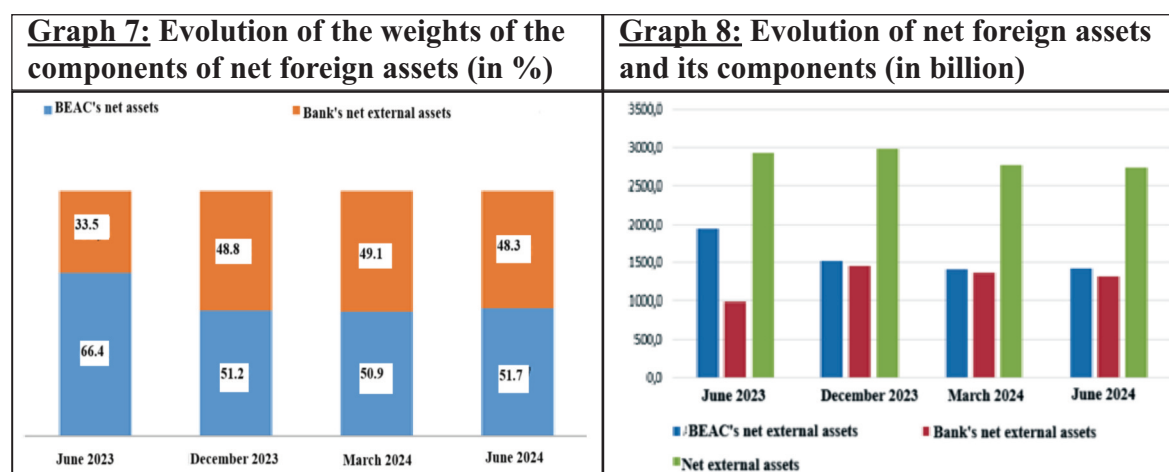 Graph 7: Evolution of the weights of the
components of net foreign assets (in %)
BEAC's net assets
Bank's net external assets
33.5
48.8
49.1
48.3
66.4
51.2
50.9
51.7
June 2023
December 2023
March 2024
June 2024
Graph 8: Evolution of net foreign assets
and its components (in billion)
3500,0
3000,0
2500,0
2000,0
1500,0
1000,0
500,0
0,0
June 2023
December 2023
March 2024
June 2024
BEAC's net external assets
Bank's net external assets
Net external assets